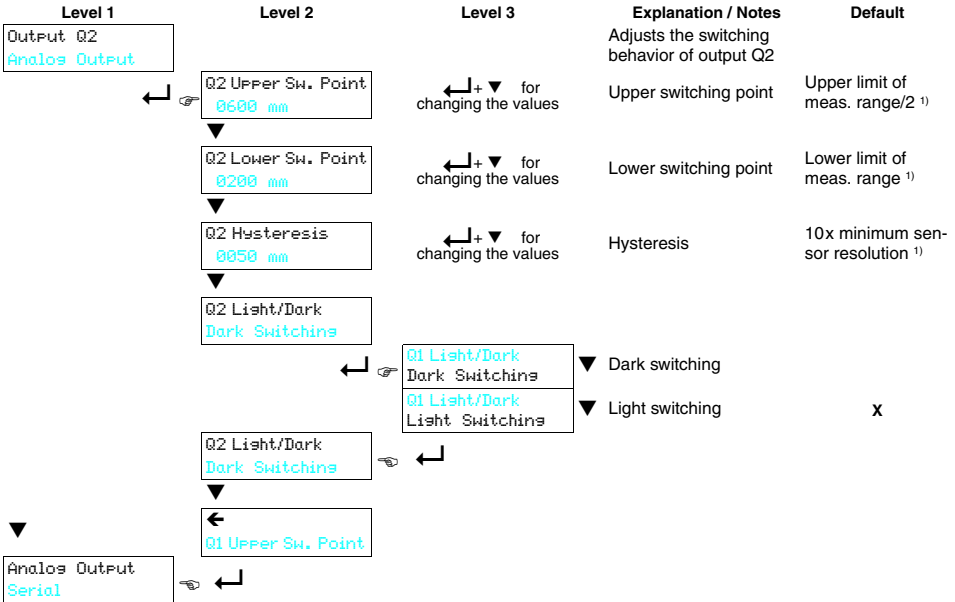 Level 1 Level 2 Level 3 Explanation / Notes Default
Output Q2
Analog Output
Adjusts the switching
behavior of output Q2
Q2 Upper Sw. Point
0600 mm
+ ▼ for
changing the values
Upper switching point
Upper limit of
meas. range/2 1)
Q2 Lower Sw. Point
0200 mm
+ ▼ for
changing the values
Lower switching point
Lower limit of
meas. range 1)
Q2 Hysteresis
0050 mm
+ ▼ for
changing the values
Hysteresis
10x minimum sen-
sor resolution 1)
Q2 Light/Dark
Dark Switching
Q1 Light/Dark
Dark Switching
Dark switching
Q1 Light/Dark
Light Switching
Light switching
X
Q2 Light/Dark
Dark Switching
Q1 Upper Sw. Point
Analog Output
Serial